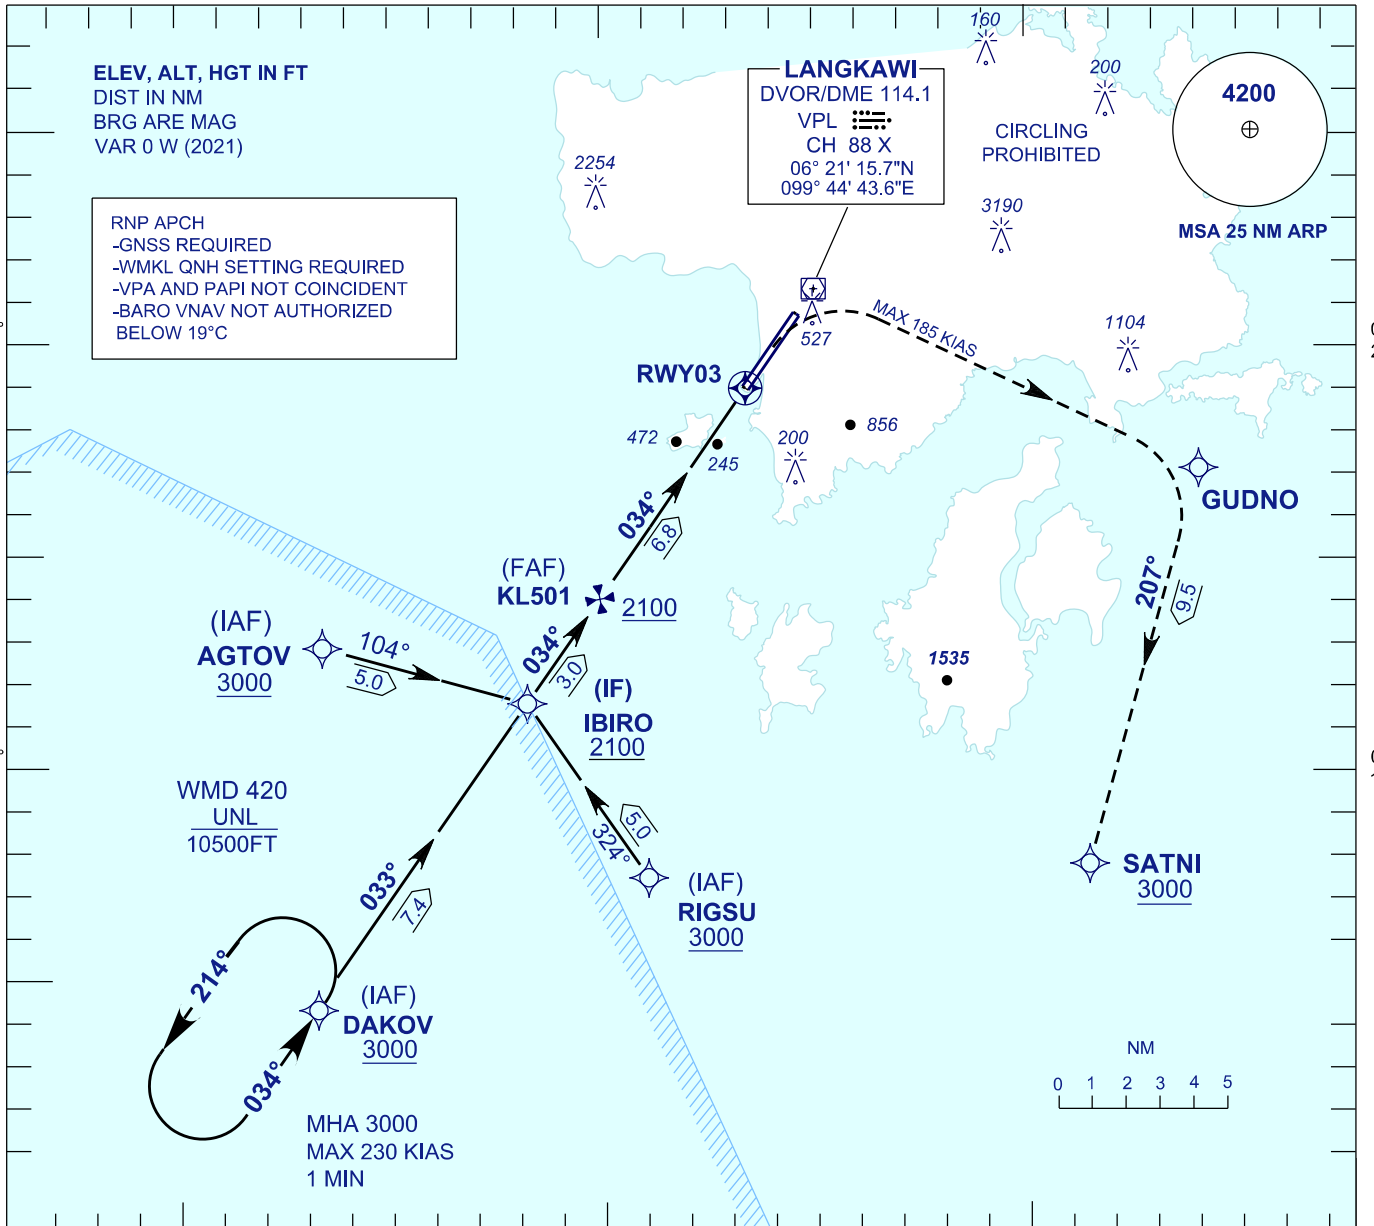 ELEV, ALT, HGT IN FT
DIST IN NM
BRG ARE MAG
VAR 0 W (2021)
RNP APCH
-GNSS REQUIRED
-WMKL QNH SETTING REQUIRED
-VPA AND PAPI NOT COINCIDENT
-BARO VNAV NOT AUTHORIZED
BELOW 19°C
LANGKAWI
DVOR/DME 114.1
VPL
CH 88 X
06° 21' 15.7"N
099° 44' 43.6"E
160
200
CIRCLING
PROHIBITED
4200
MSA 25 NM ARP
2254
3190
527
MAX 185 KIAS
1104
RWY03
472
245
200
856
GUDNO
034°
6.8
(FAF)
KL501
2100
207°
9.5
(IAF)
AGTOV
3000
104°
5.0
034°
3.0
(IF)
IBIRO
2100
1535
WMD 420
UNL
10500FT
033°
7.4
5.0
324°
(IAF)
RIGSU
3000
SATNI
3000
214°
034°
(IAF)
DAKOV
3000
MHA 3000
MAX 230 KIAS
1 MIN
NM
0 1 2 3 4 5